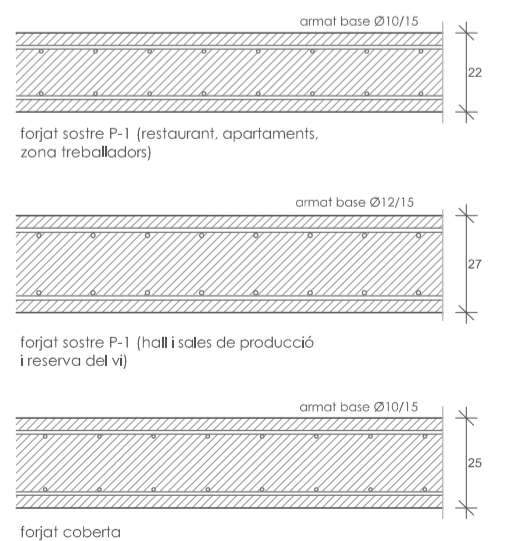 armat base Ø10/15
22
forjat sostre P-1 (restaurant, apartaments,
zona treballadors)
armat base Ø12/15
27
forjat sostre P-1 (hall i sales de producció
i reserva del vi)
armat base Ø10/15
25
forjat coberta